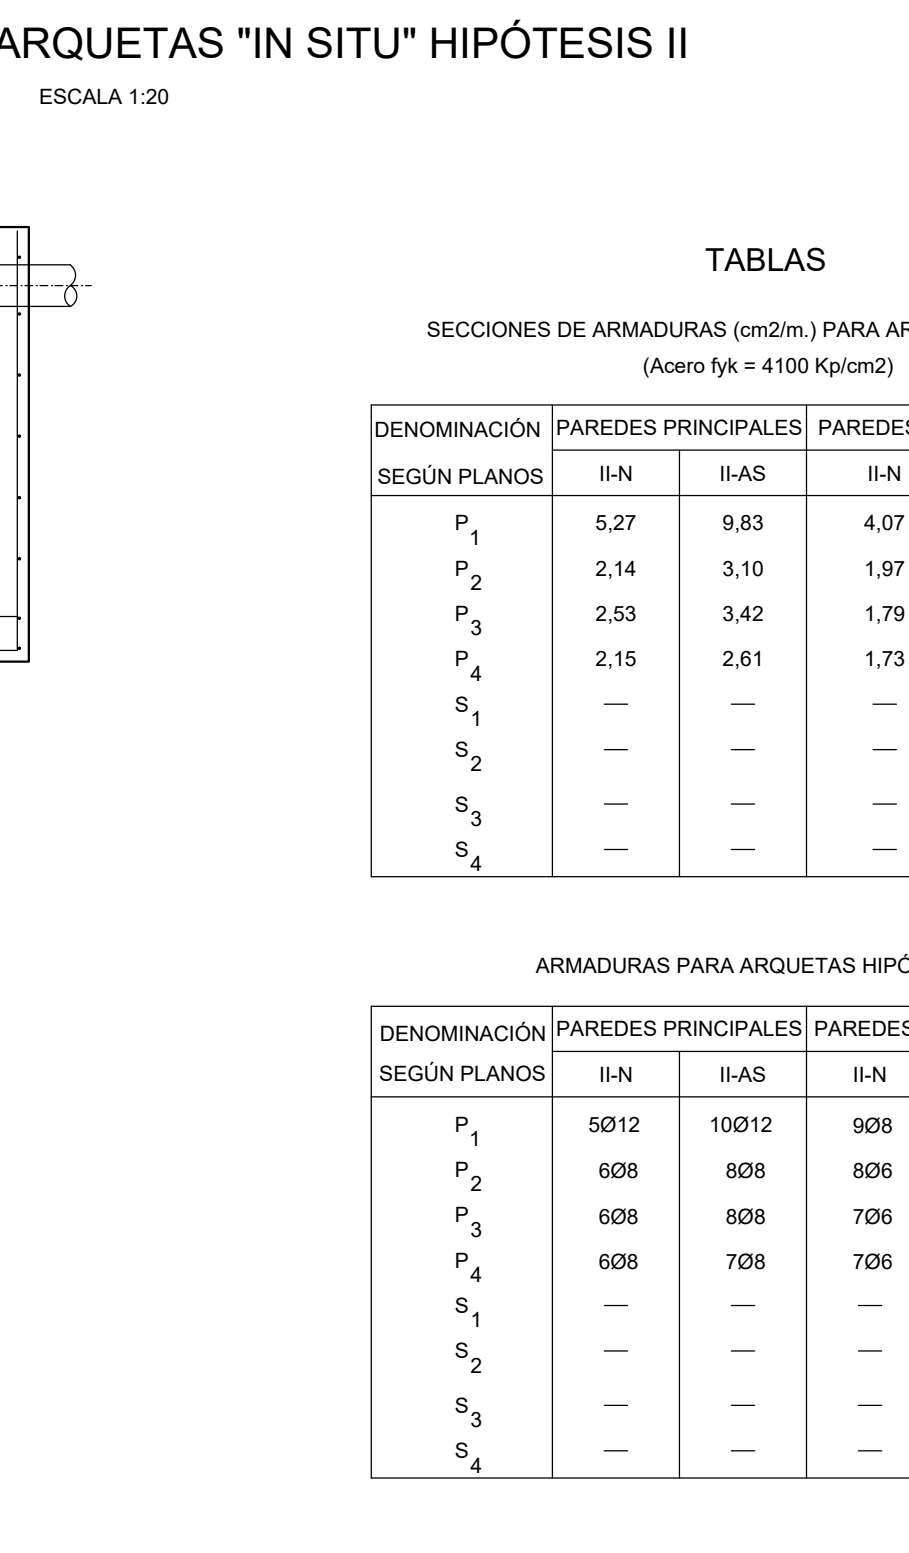 ARQUETAS "IN SITU" HIPÓTESIS II
ESCALA 1:20
TABLAS
SECCIONES DE ARMADURAS (cm2/m.) PARA
(Acero fyk = 4100 Kp/cm2)
DENOMINACIÓN SEGÚN PLANOS PAREDES PRINCIPALES PAREDES
II-N II-AS II-N
P1 5,27 9,83 4,07
P2 2,14 3,10 1,97
P3 2,53 3,42 1,79
P4 2,15 2,61 1,73
S1 — — —
S2 — — —
S3 — — —
S4 — — —
ARMADURAS PARA ARQUETAS
DENOMINACIÓN SEGÚN PLANOS PAREDES PRINCIPALES PAREDES
II-N II-AS II-N
P1 5Ø12 10Ø12 9Ø8
P2 6Ø8 8Ø8 8Ø6
P3 6Ø8 8Ø8 7Ø6
P4 6Ø8 7Ø8 7Ø6
S1 — — —
S2 — — —
S3 — — —
S4 — — —